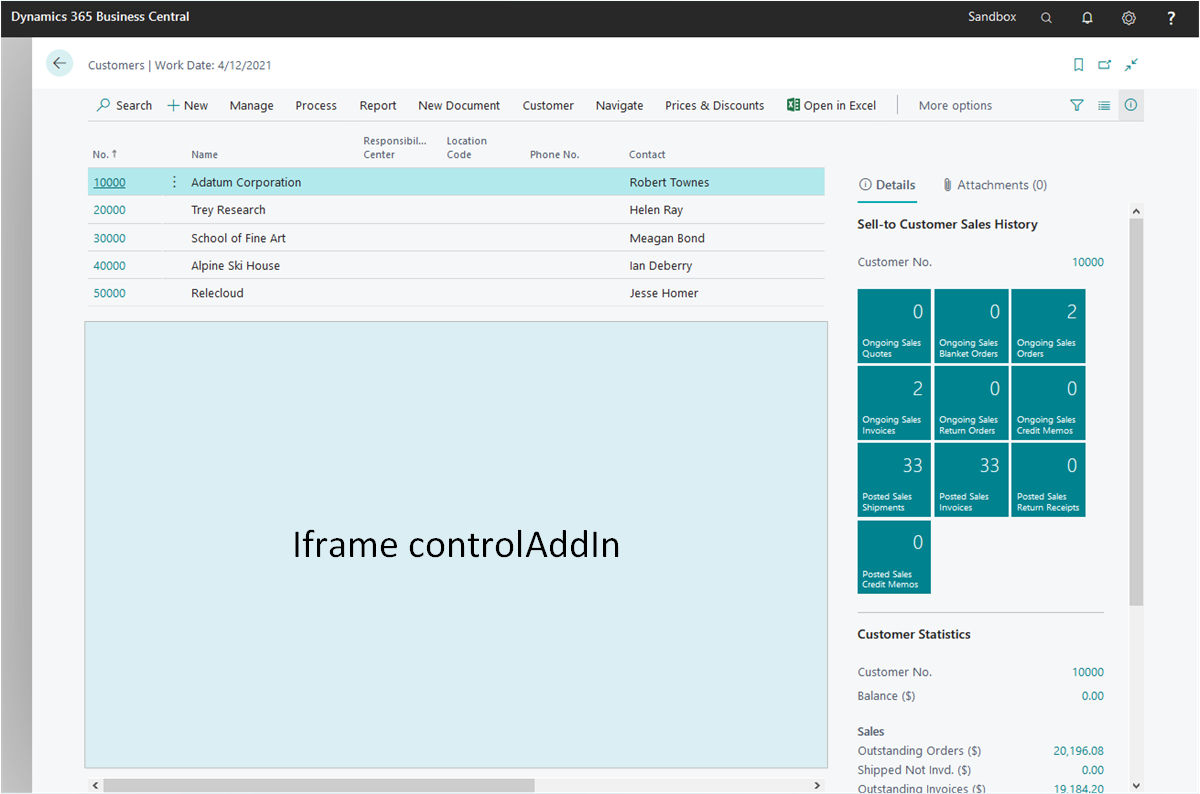 Dynamics 365 Business Central
Sandbox
?
Customers | Work Date: 4/12/2021
Search
New
Manage
Process
Report
New Document
Customer
Navigate
Prices & Discounts
Open in Excel
More options
No. ↑
Name
Responsibil...
Center
Location
Code
Phone No.
Contact
10000 Adatum Corporation Robert Townes
20000 Trey Research Helen Ray
30000 School of Fine Art Meagan Bond
40000 Alpine Ski House Ian Deberry
50000 Relecloud Jesse Homer
Iframe controlAddIn
Details
Attachments (0)
Sell-to Customer Sales History
Customer No. 10000
0
Ongoing Sales
Quotes
0
Ongoing Sales
Blanket Orders
2
Ongoing Sales
Orders
2
Ongoing Sales
Invoices
0
Ongoing Sales
Return Orders
0
Ongoing Sales
Credit Memos
33
Posted Sales
Shipments
33
Posted Sales
Invoices
0
Posted Sales
Return Receipts
0
Posted Sales
Credit Memos
Customer Statistics
Customer No. 10000
Balance ($) 0.00
Sales
Outstanding Orders ($) 20,196.08
Shipped Not Invd. ($) 0.00
Outstanding Invoices ($) 19,184.20